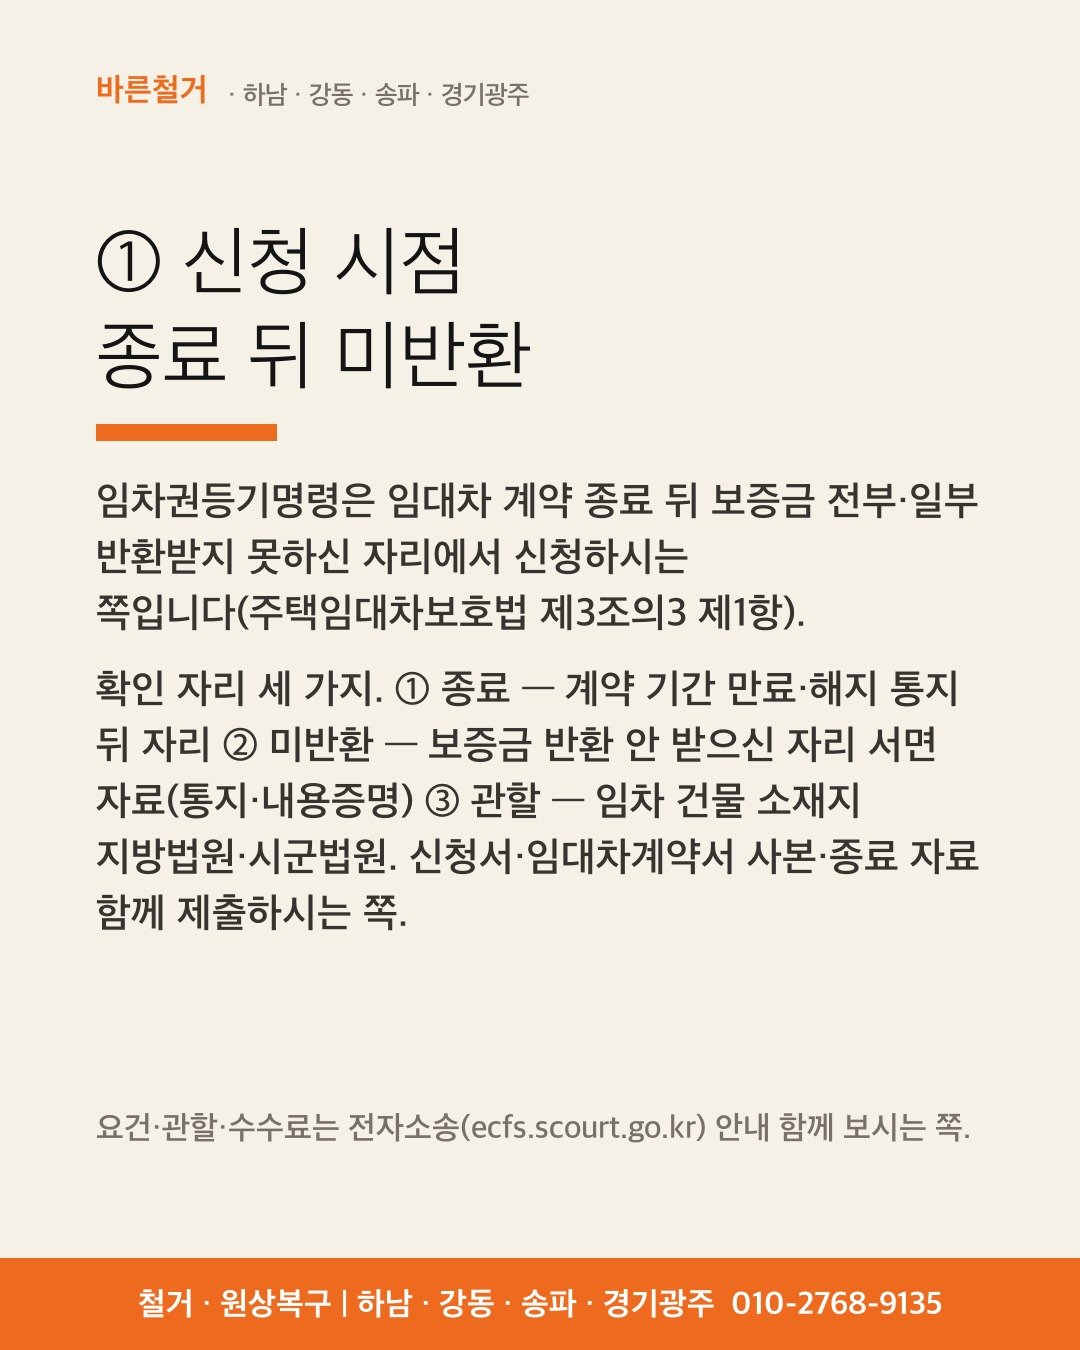 바른철거 · 하남 · 강동 · 송파 · 경기광주
① 신청 시점
종료 뒤 미반환
임차권등기명령은 임대차 계약 종료 뒤 보증금 전부·일부
반환받지 못하신 자리에서 신청하시는
쪽입니다(주택임대차보호법 제3조의3 제1항).
확인 자리 세 가지. ① 종료 — 계약 기간 만료·해지 통지
뒤 자리 ② 미반환 — 보증금 반환 안 받으신 자리 서면
자료(통지·내용증명) ③ 관할 — 임차 건물 소재지
지방법원·시군법원. 신청서·임대차계약서 사본·종료 자료
함께 제출하시는 쪽.
요건·관할·수수료는 전자소송(ecfs.scourt.go.kr) 안내 함께 보시는 쪽.
철거 · 원상복구 | 하남 · 강동 · 송파 · 경기광주 010-2768-9135